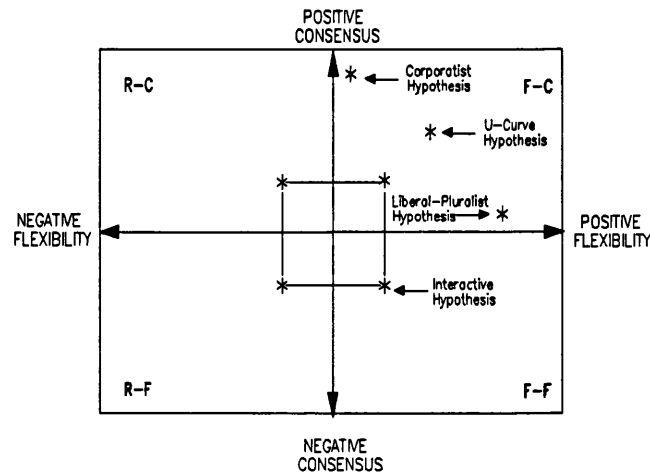 POSITIVE
CONSENSUS
R-C
Corporatist
Hypothesis
F-C
U-Curve
Hypothesis
Liberal-Pluralist
Hypothesis
NEGATIVE
FLEXIBILITY
POSITIVE
FLEXIBILITY
Interactive
Hypothesis
R-F
F-F
NEGATIVE
CONSENSUS